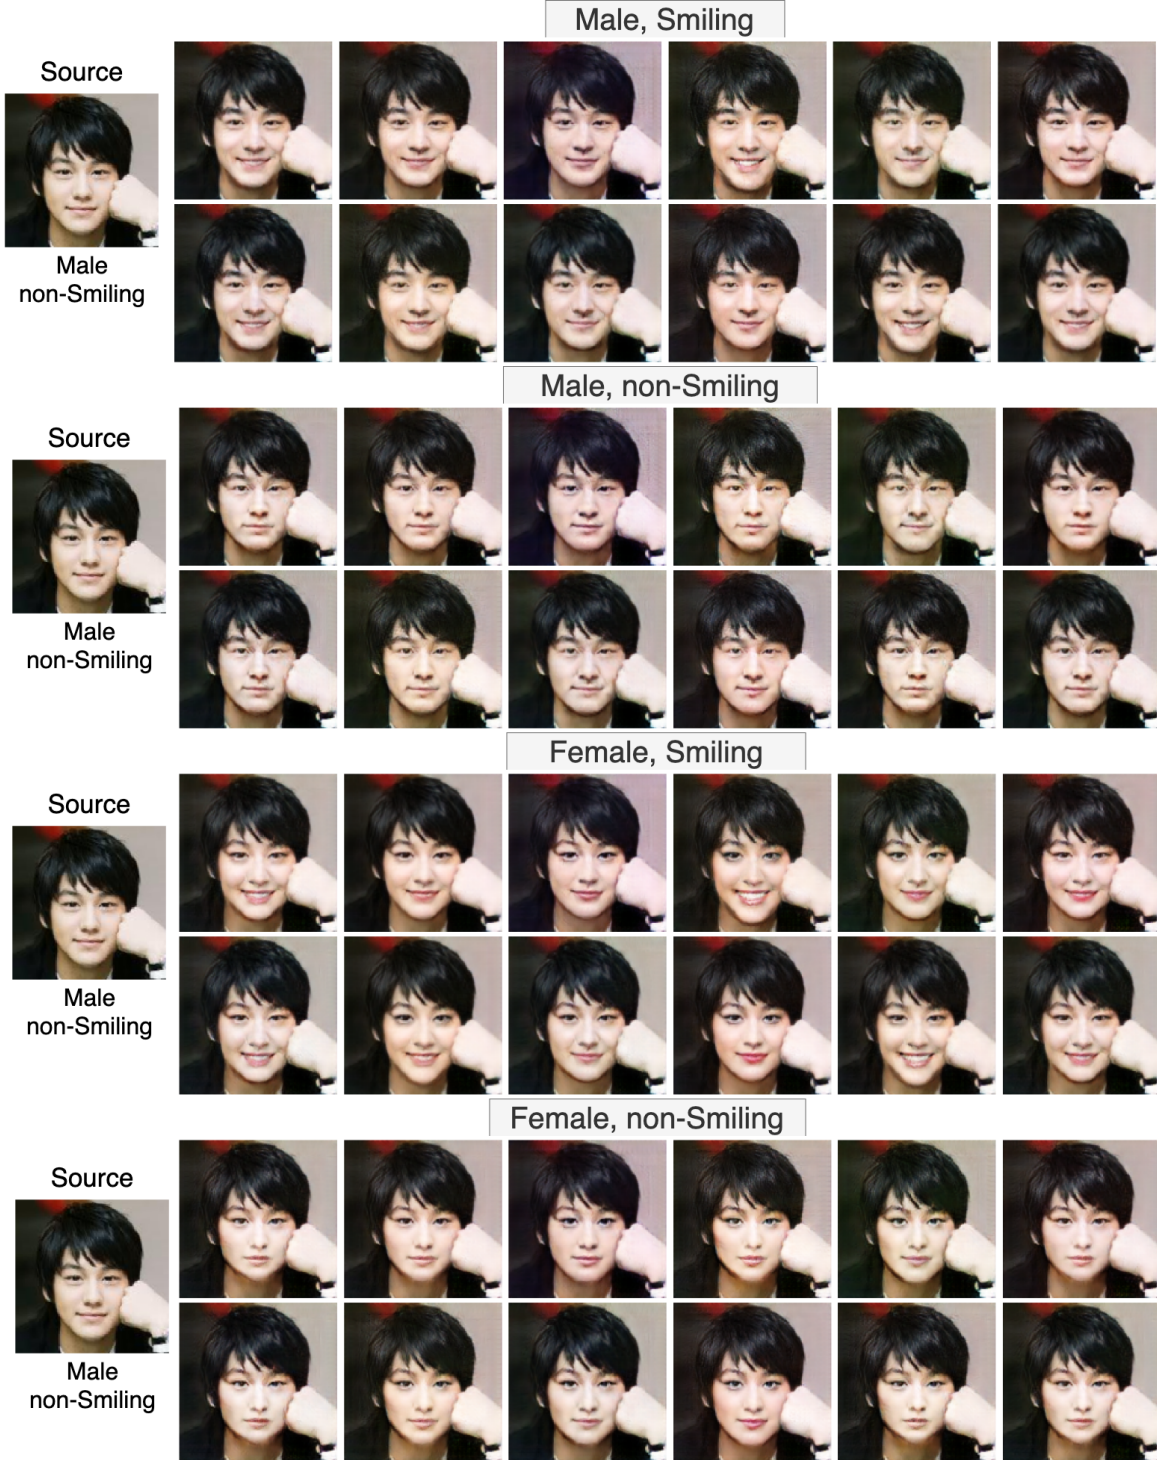 Male, Smiling
Source
Male
non-Smiling
Male, non-Smiling
Source
Male
non-Smiling
Female, Smiling
Source
Male
non-Smiling
Female, non-Smiling
Source
Male
non-Smiling